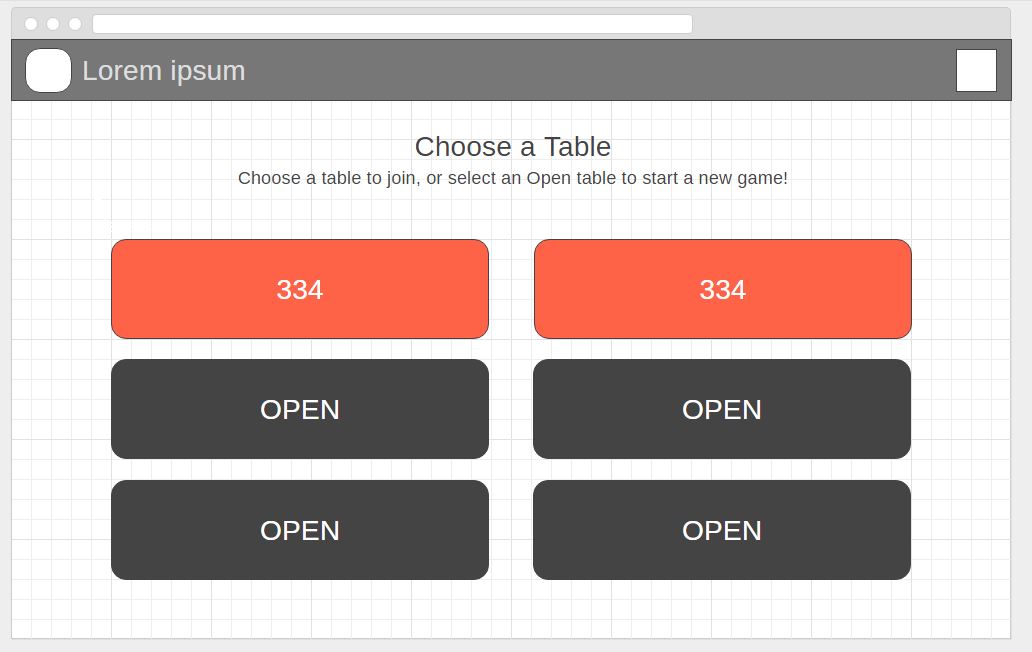 Lorem ipsum
Choose a Table
Choose a table to join, or select an Open table to start a new game!
334
334
OPEN
OPEN
OPEN
OPEN